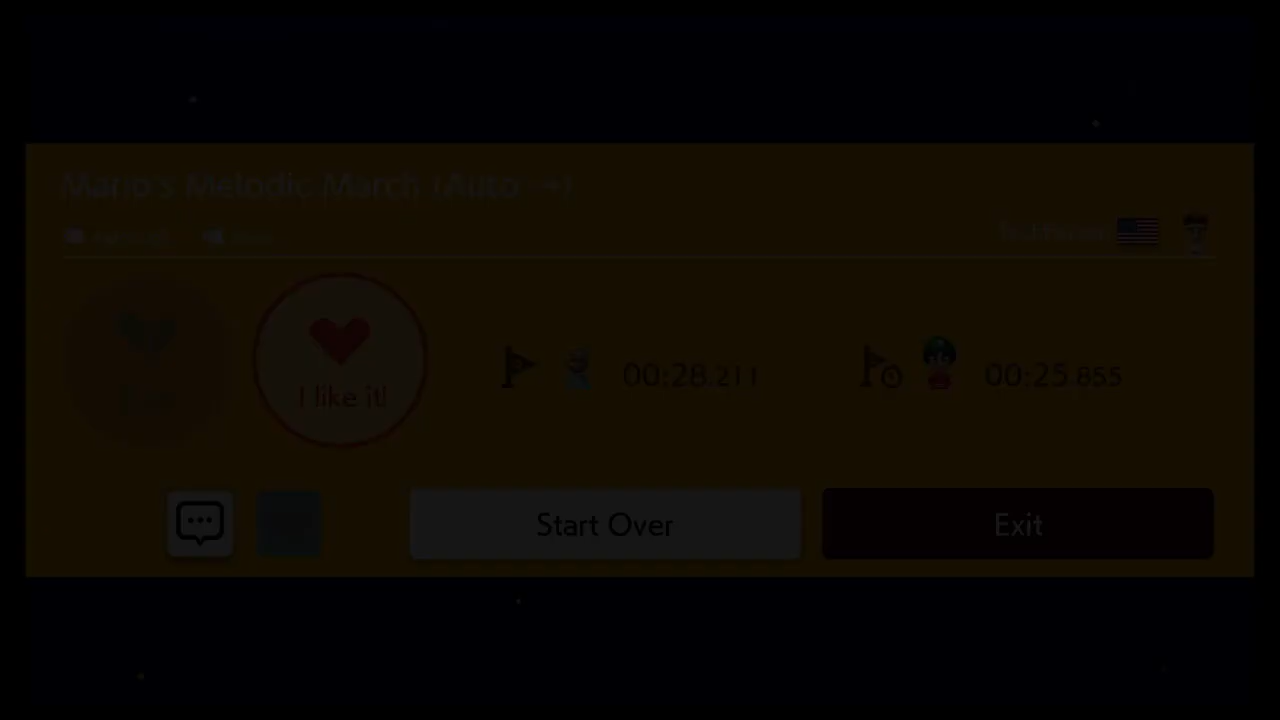 Mario's Melodic March (Auto ~♪)
00:28.211
00:25.855
I like it!
Start Over
Exit